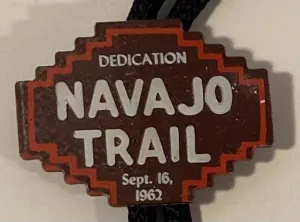 DEDICATION
NAVAJO
TRAIL
Sept. 16,
1962